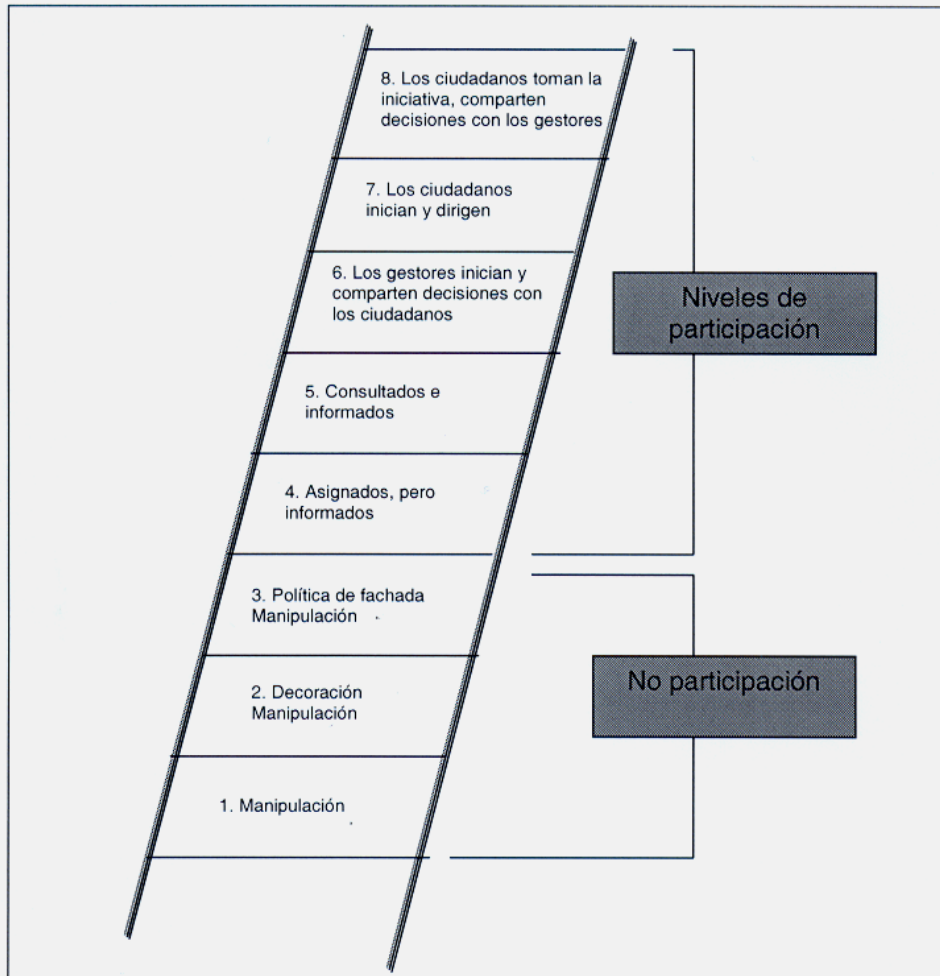 8. Los ciudadanos toman la
iniciativa, comparten
decisiones con los gestores
7. Los ciudadanos
inician y dirigen
6. Los gestores inician y
comparten decisiones con
los ciudadanos
Niveles de
participación
5. Consultados e
informados
4. Asignados, pero
informados
3. Política de fachada
Manipulación
2. Decoración
Manipulación
No participación
1. Manipulación